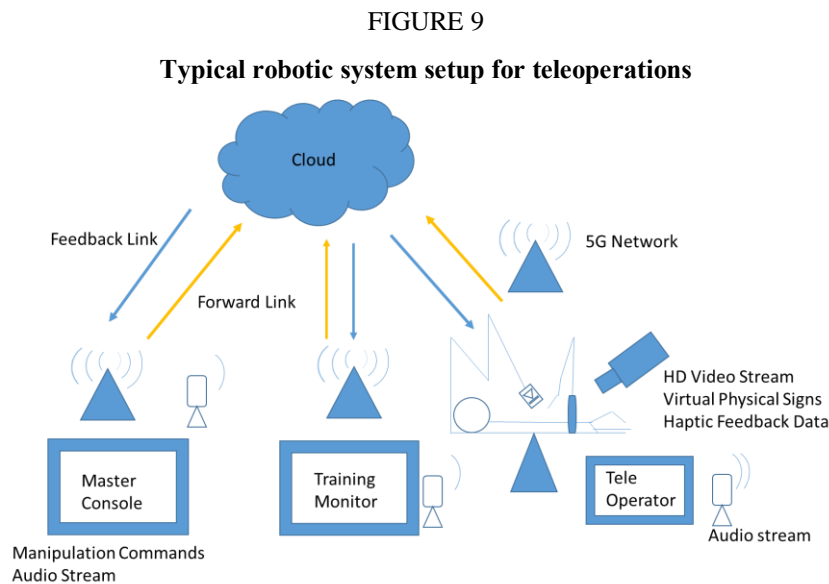 FIGURE 9
Typical robotic system setup for teleoperations
Cloud
Feedback Link
5G Network
Forward Link
HD Video Stream
Virtual Physical Signs
Haptic Feedback Data
Master
Console
Training
Monitor
Tele
Operator
Audio stream
Manipulation Commands
Audio Stream